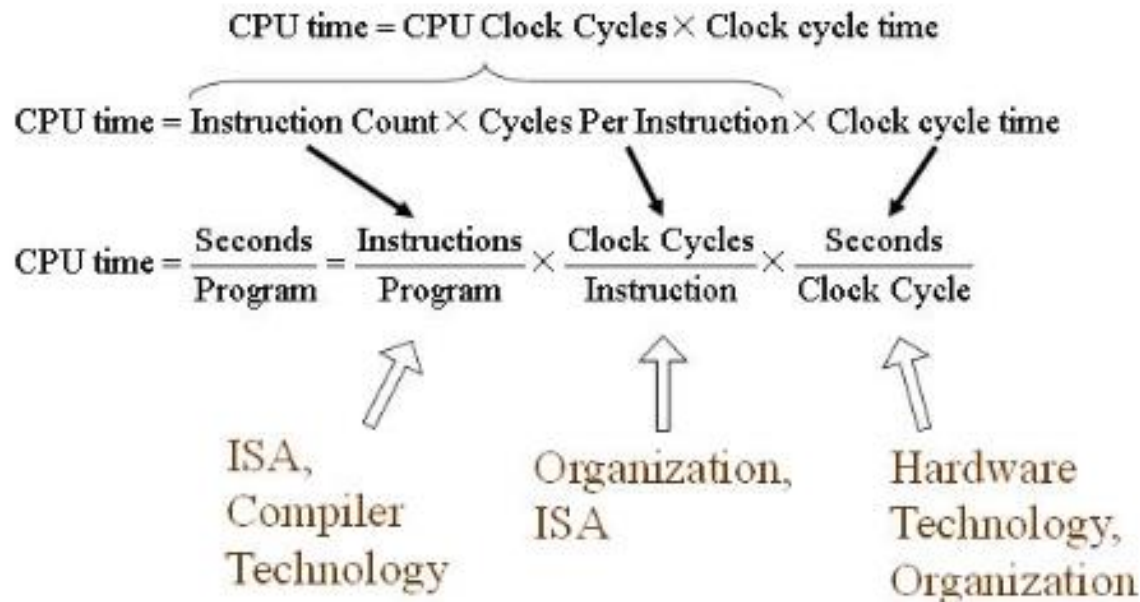 CPU time = CPU Clock Cycles × Clock cycle time
CPU time = Instruction Count × Cycles Per Instruction × Clock cycle time
CPU time = Seconds/Program = Instructions/Program × Clock Cycles/Instruction × Seconds/Clock Cycle
ISA,
Compiler
Technology
Organization,
ISA
Hardware
Technology,
Organization